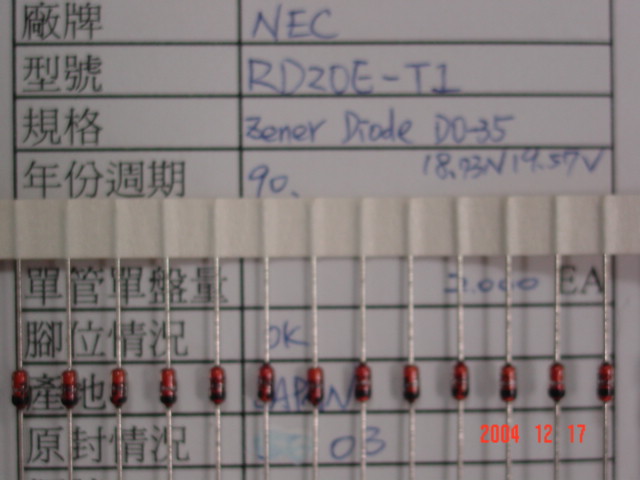 廠牌 NEC
型號 RD20E-T1
規格 Zener Diode DO-35
18.73V 19.57V
年份週期 90.
單管單盤量 EA
腳位情況 OK
產地 JAPAN
原封情況 03
2004 12 17